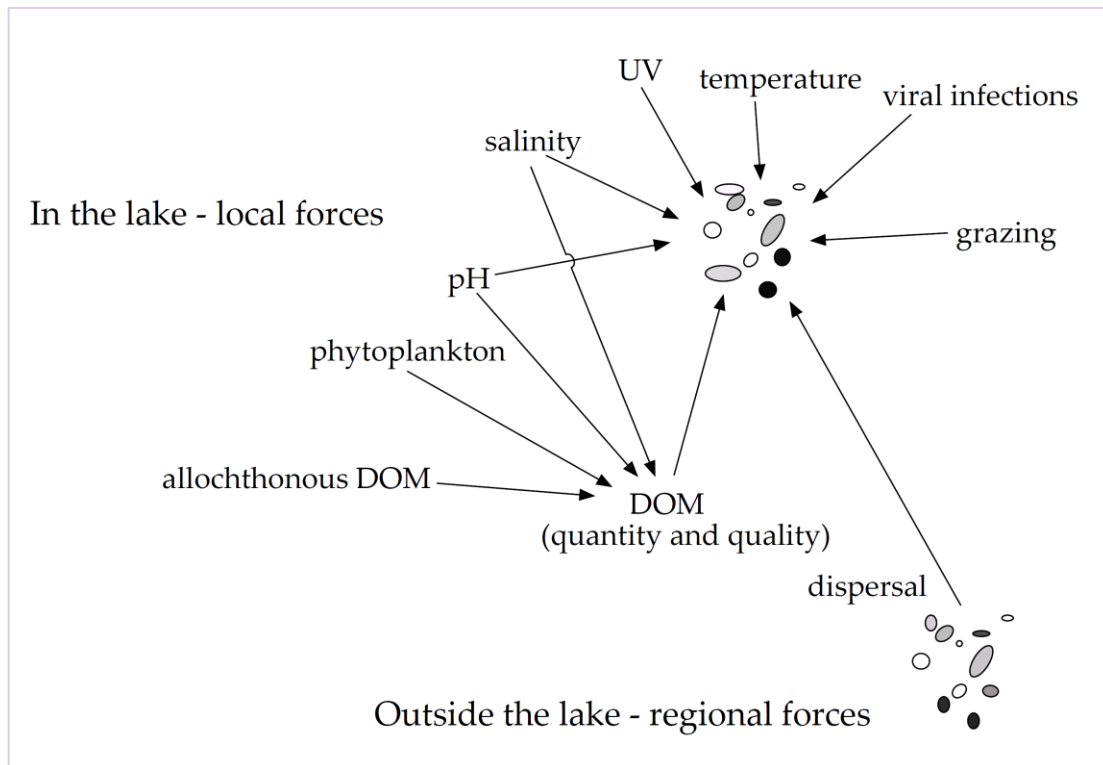 UV
temperature
viral infections
salinity
In the lake - local forces
grazing
pH
phytoplankton
allochthonous DOM
DOM
(quantity and quality)
dispersal
Outside the lake - regional forces